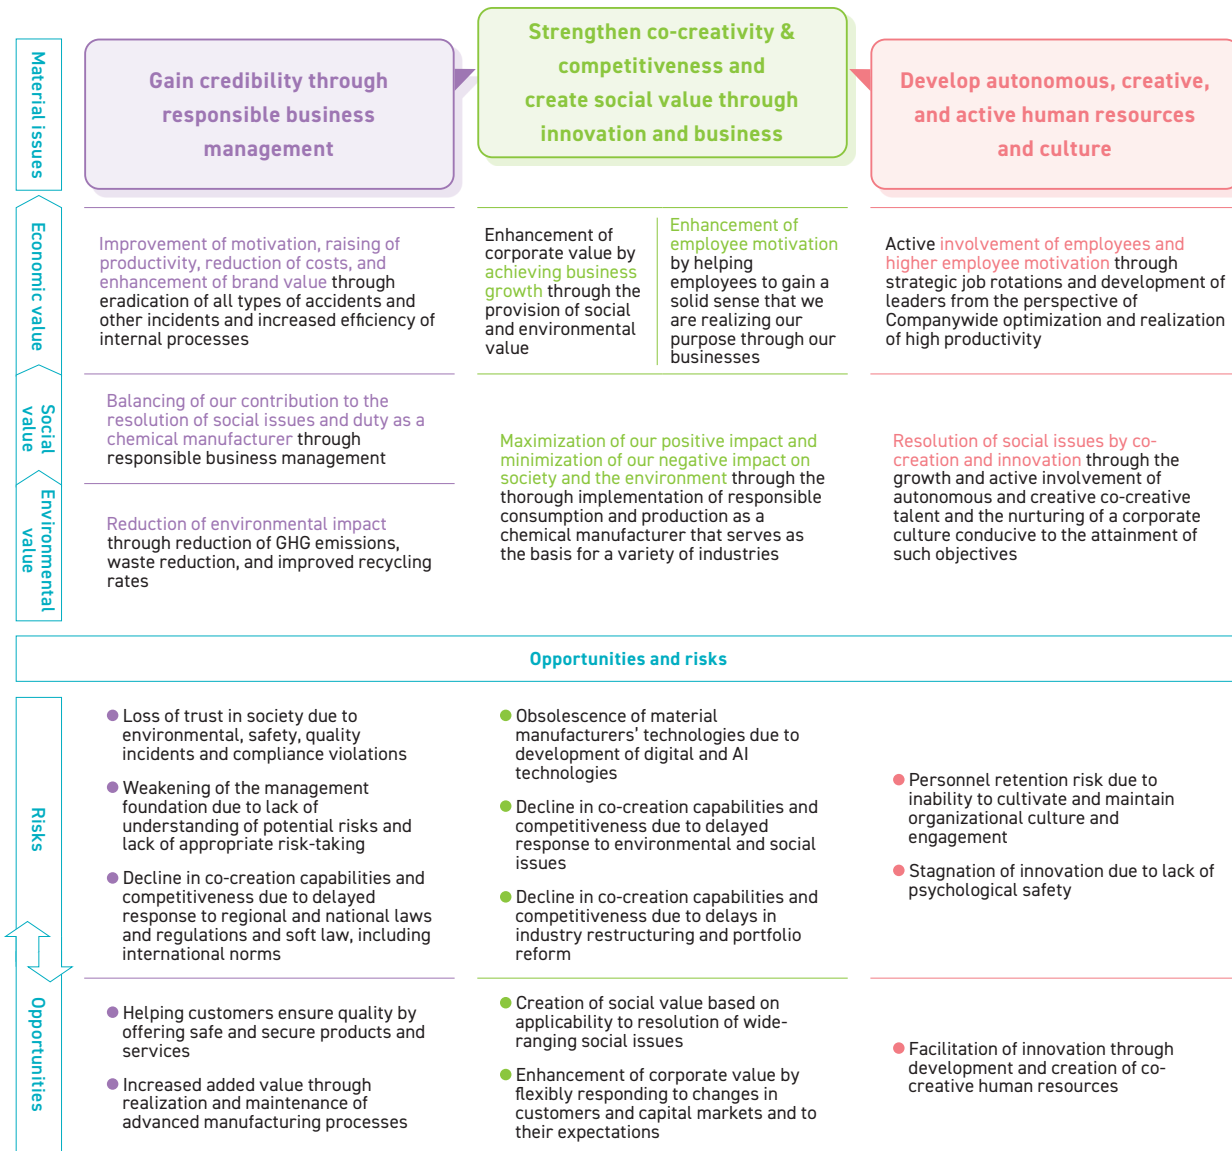 Material issues
Gain credibility through
responsible business
management
Strengthen co-creativity &
competitiveness and
create social value through
innovation and business
Develop autonomous, creative,
and active human resources
and culture
Economic value
Improvement of motivation, raising of
productivity, reduction of costs, and
enhancement of brand value through
eradication of all types of accidents and
other incidents and increased efficiency of
internal processes
Enhancement of
corporate value by
achieving business
growth through the
provision of social
and environmental
value
Enhancement of
employee motivation
by helping
employees to gain a
solid sense that we
are realizing our
purpose through our
businesses
Active involvement of employees and
higher employee motivation through
strategic job rotations and development of
leaders from the perspective of
Companywide optimization and realization
of high productivity
Social
value
Balancing of our contribution to the
resolution of social issues and duty as a
chemical manufacturer through
responsible business management
Environmental
value
Reduction of environmental impact
through reduction of GHG emissions,
waste reduction, and improved recycling
rates
Maximization of our positive impact and
minimization of our negative impact on
society and the environment through the
thorough implementation of responsible
consumption and production as a
chemical manufacturer that serves as
the basis for a variety of industries
Resolution of social issues by co-
creation and innovation through the
growth and active involvement of
autonomous and creative co-creative
talent and the nurturing of a corporate
culture conducive to the attainment of
such objectives
Opportunities and risks
Risks
● Loss of trust in society due to
environmental, safety, quality
incidents and compliance violations
● Weakening of the management
foundation due to lack of
understanding of potential risks and
lack of appropriate risk-taking
● Decline in co-creation capabilities and
competitiveness due to delayed
response to regional and national laws
and regulations and soft law, including
international norms
● Obsolescence of material
manufacturers' technologies due to
development of digital and AI
technologies
● Decline in co-creation capabilities and
competitiveness due to delayed
response to environmental and social
issues
● Decline in co-creation capabilities and
competitiveness due to delays in
industry restructuring and portfolio
reform
● Personnel retention risk due to
inability to cultivate and maintain
organizational culture and
engagement
● Stagnation of innovation due to lack of
psychological safety
Opportunities
● Helping customers ensure quality by
offering safe and secure products and
services
● Increased added value through
realization and maintenance of
advanced manufacturing processes
● Creation of social value based on
applicability to resolution of wide-
ranging social issues
● Enhancement of corporate value by
flexibly responding to changes in
customers and capital markets and to
their expectations
● Facilitation of innovation through
development and creation of co-
creative human resources